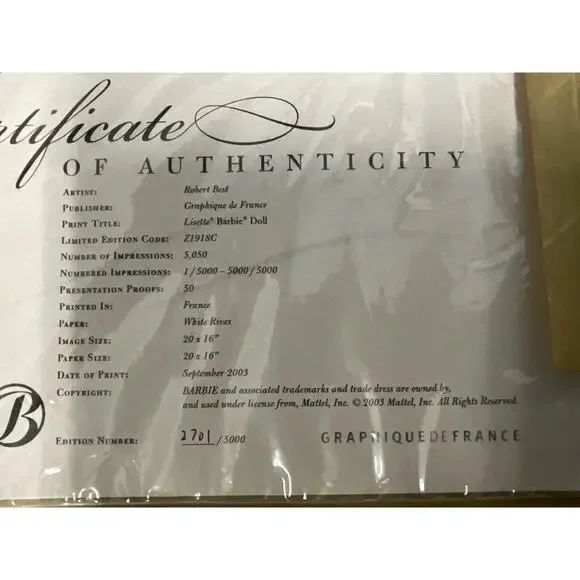 rtificate
OF AUTHENTICITY
ARTIST: Robert Best
PUBLISHER: Graphique de France
PRINT TITLE: Lisette® Barbie® Doll
LIMITED EDITION CODE: Z1918C
NUMBER OF IMPRESSIONS: 5,050
NUMBERED IMPRESSIONS: 1/5000–5000/5000
PRESENTATION PROOFS: 50
PRINTED IN: France
PAPER: White Rives
IMAGE SIZE: 20 x 16"
PAPER SIZE: 20 x 16"
DATE OF PRINT: September 2003
COPYRIGHT: BARBIE and associated trademarks and trade dress are owned by,
and used under license from, Mattel, Inc. © 2003 Mattel, Inc. All Rights Reserved.
B
EDITION NUMBER: 2701/5000 GRAPHIQUEDEFRANCE